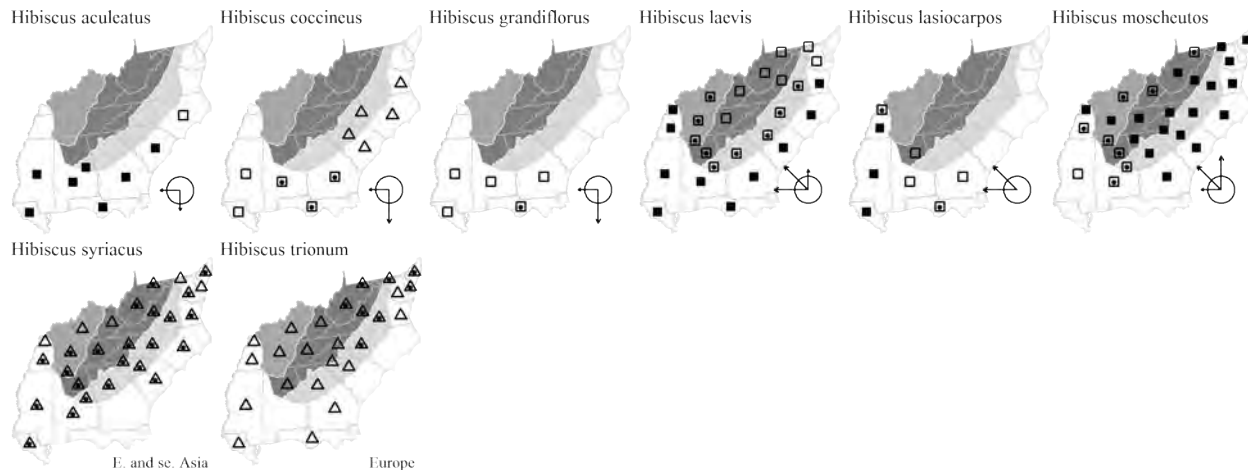 Hibiscus aculeatus
Hibiscus coccineus
Hibiscus grandiflorus
Hibiscus laevis
Hibiscus lasiocarpos
Hibiscus moscheutos
Hibiscus syriacus
Hibiscus trionum
E. and se. Asia
Europe